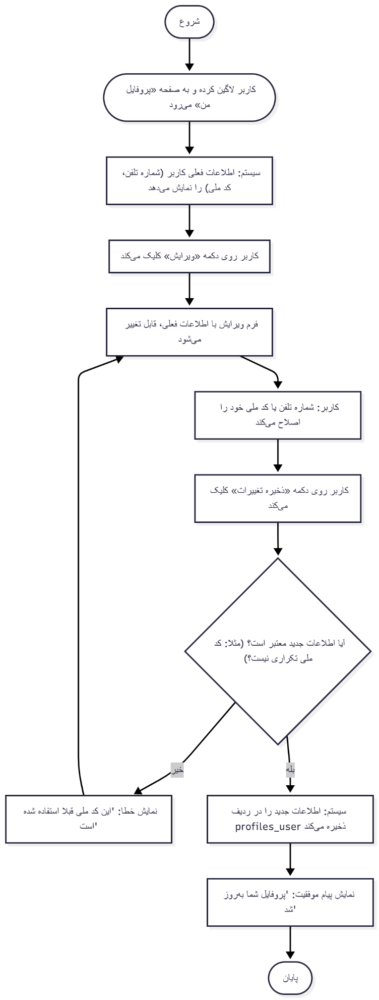 شروع
کاربر لاگین کرده و به صفحه «پروفایل
من» می‌رود
سیستم: اطلاعات فعلی کاربر (شماره تلفن،
کد ملی) را نمایش می‌دهد
کاربر روی دکمه «ویرایش» کلیک می‌کند
فرم ویرایش با اطلاعات فعلی، قابل تغییر
می‌شود
کاربر: شماره تلفن یا کد ملی خود را
اصلاح می‌کند
کاربر روی دکمه «ذخیره تغییرات» کلیک
می‌کند
آیا اطلاعات جدید معتبر است؟ (مثلا: کد
ملی تکراری نیست؟)
خیر
بله
نمایش خطا: 'این کد ملی قبلا استفاده شده
است'
سیستم: اطلاعات جدید را در ردیف
profiles_user ذخیره می‌کند
نمایش پیام موفقیت: 'پروفایل شما به‌روز
شد'
پایان